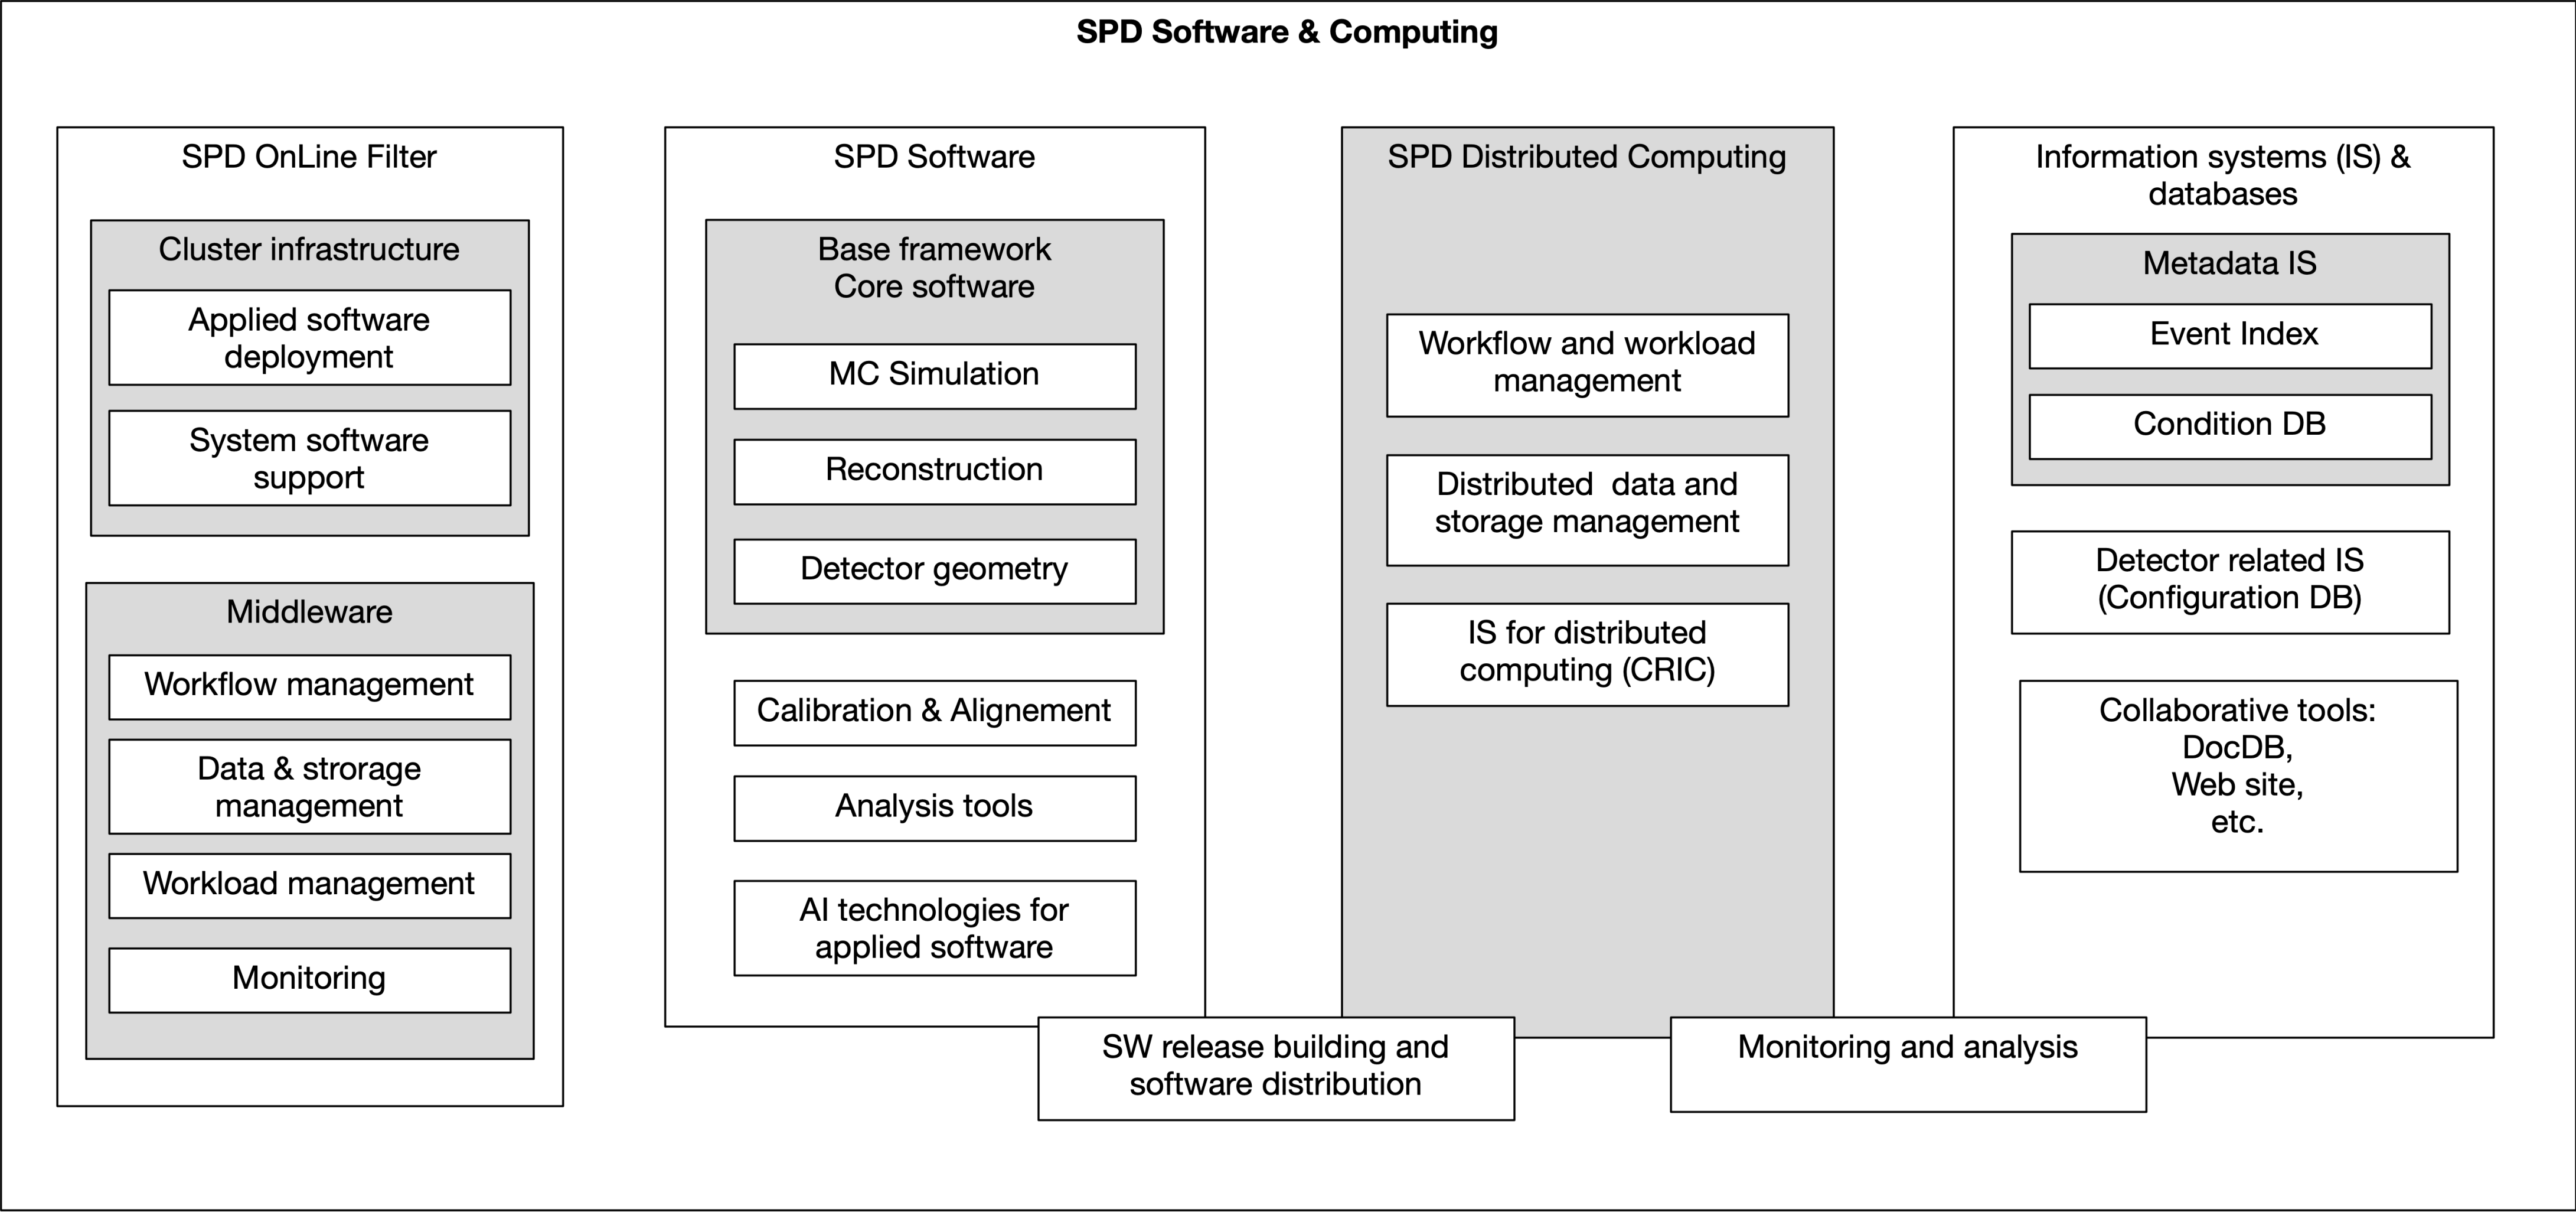 SPD Software & Computing
SPD OnLine Filter
Cluster infrastructure
Applied software
deployment
System software
support
Middleware
Workflow management
Data & strorage
management
Workload management
Monitoring
SPD Software
Base framework
Core software
MC Simulation
Reconstruction
Detector geometry
Calibration & Alignement
Analysis tools
AI technologies for
applied software
SW release building and
software distribution
SPD Distributed Computing
Workflow and workload
management
Distributed  data and
storage management
IS for distributed
computing (CRIC)
Monitoring and analysis
Information systems (IS) &
databases
Metadata IS
Event Index
Condition DB
Detector related IS
(Configuration DB)
Collaborative tools:
DocDB,
Web site,
etc.